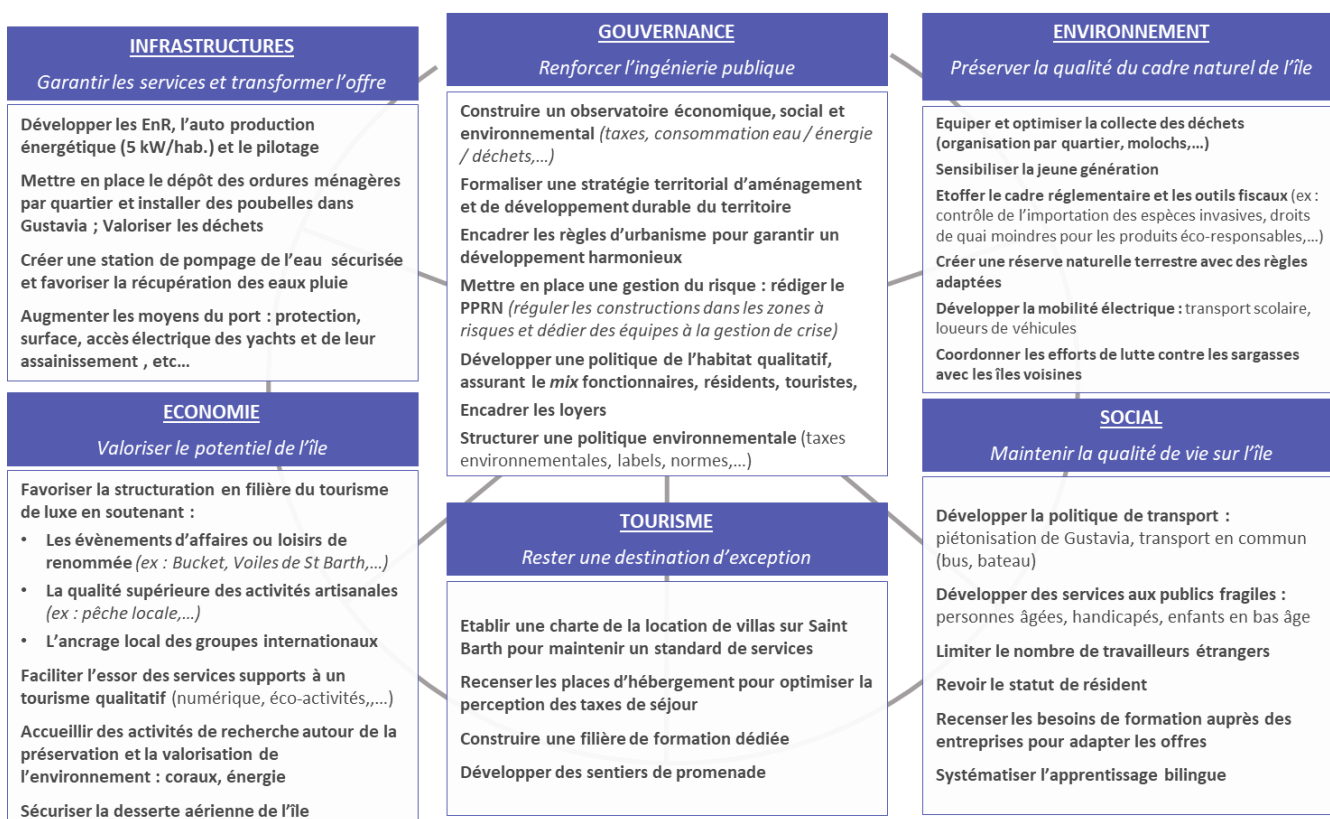 INFRASTRUCTURES
Garantir les services et transformer l'offre
Développer les EnR, l'auto production
énergétique (5 kW/hab.) et le pilotage
Mettre en place le dépôt des ordures ménagères
par quartier et installer des poubelles dans
Gustavia ; Valoriser les déchets
Créer une station de pompage de l'eau sécurisée
et favoriser la récupération des eaux pluie
Augmenter les moyens du port : protection,
surface, accès électrique des yachts et de leur
assainissement , etc...
ECONOMIE
Valoriser le potentiel de l'île
Favoriser la structuration en filière du tourisme
de luxe en soutenant :
• Les évènements d'affaires ou loisirs de
renommée (ex : Bucket, Voiles de St Barth,...)
• La qualité supérieure des activités artisanales
(ex : pêche locale,...)
• L'ancrage local des groupes internationaux
Faciliter l'essor des services supports à un
tourisme qualitatif (numérique, éco-activités,,...)
Accueillir des activités de recherche autour de la
préservation et la valorisation de
l'environnement : coraux, énergie
Sécuriser la desserte aérienne de l'île
GOUVERNANCE
Renforcer l'ingénierie publique
Construire un observatoire économique, social et
environnemental (taxes, consommation eau / énergie
/ déchets,...)
Formaliser une stratégie territorial d'aménagement
et de développement durable du territoire
Encadrer les règles d'urbanisme pour garantir un
développement harmonieux
Mettre en place une gestion du risque : rédiger le
PPRN (réguler les constructions dans les zones à
risques et dédier des équipes à la gestion de crise)
Développer une politique de l'habitat qualitatif,
assurant le mix fonctionnaires, résidents, touristes,
Encadrer les loyers
Structurer une politique environnementale (taxes
environnementales, labels, normes,...)
TOURISME
Rester une destination d'exception
Etablir une charte de la location de villas sur Saint
Barth pour maintenir un standard de services
Recenser les places d'hébergement pour optimiser la
perception des taxes de séjour
Construire une filière de formation dédiée
Développer des sentiers de promenade
ENVIRONNEMENT
Préserver la qualité du cadre naturel de l'île
Equiper et optimiser la collecte des déchets
(organisation par quartier, molochs,...)
Sensibiliser la jeune génération
Etoffer le cadre réglementaire et les outils fiscaux (ex :
contrôle de l'importation des espèces invasives, droits
de quai moindres pour les produits éco-responsables,...)
Créer une réserve naturelle terrestre avec des règles
adaptées
Développer la mobilité électrique : transport scolaire,
loueurs de véhicules
Coordonner les efforts de lutte contre les sargasses
avec les îles voisines
SOCIAL
Maintenir la qualité de vie sur l'île
Développer la politique de transport :
piétonisation de Gustavia, transport en commun
(bus, bateau)
Développer des services aux publics fragiles :
personnes âgées, handicapés, enfants en bas âge
Limiter le nombre de travailleurs étrangers
Revoir le statut de résident
Recenser les besoins de formation auprès des
entreprises pour adapter les offres
Systématiser l'apprentissage bilingue